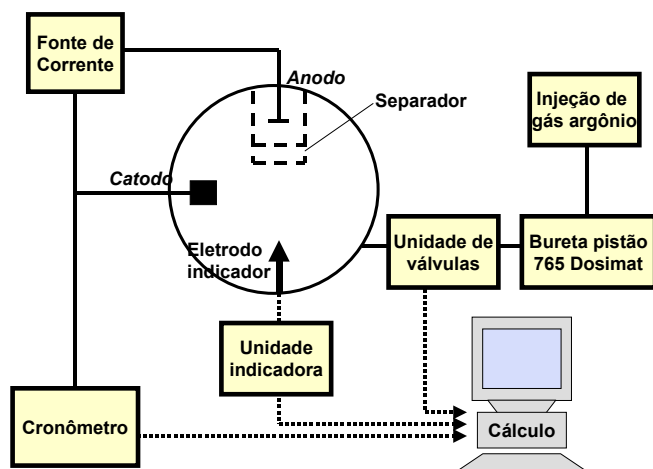 Fonte de
Corrente
Anodo
Separador
Injeção de
gás argônio
Catodo
Eletrodo
indicador
Unidade de
válvulas
Bureta pistão
765 Dosimat
Unidade
indicadora
Cronômetro
Cálculo